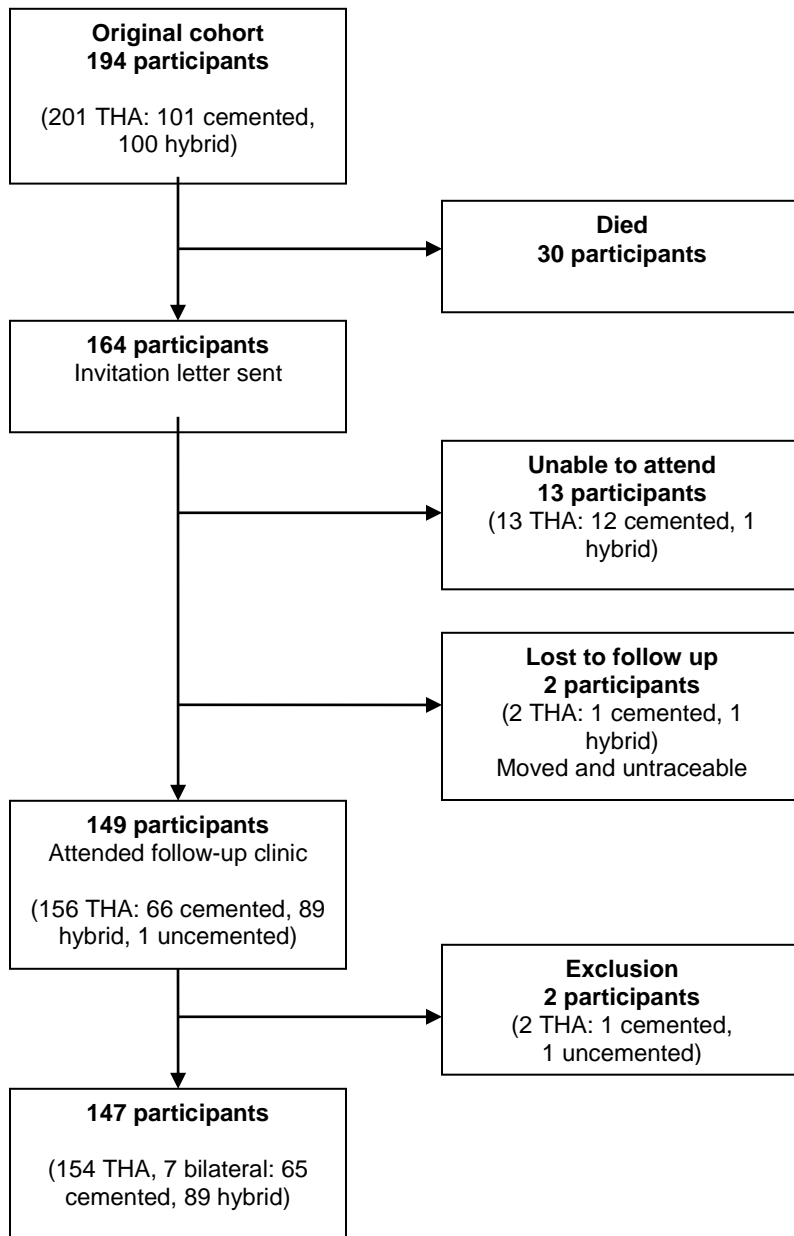 Original cohort
194 participants
(201 THA: 101 cemented,
100 hybrid)
Died
30 participants
164 participants
Invitation letter sent
Unable to attend
13 participants
(13 THA: 12 cemented, 1
hybrid)
Lost to follow up
2 participants
(2 THA: 1 cemented, 1
hybrid)
Moved and untraceable
149 participants
Attended follow-up clinic
(156 THA: 66 cemented, 89
hybrid, 1 uncemented)
Exclusion
2 participants
(2 THA: 1 cemented,
1 uncemented)
147 participants
(154 THA, 7 bilateral: 65
cemented, 89 hybrid)